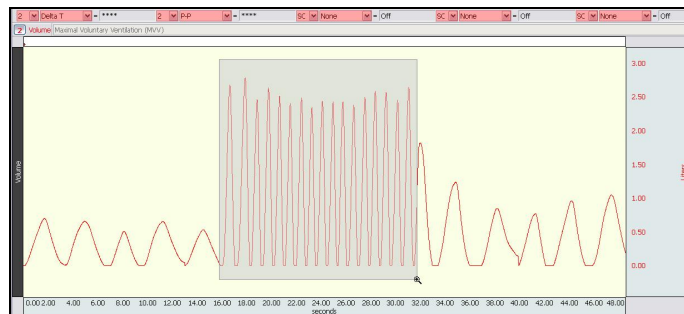 2 Delta T = **** 2 P-P = **** SC None = Off SC None = Off SC None = Off
2 Volume Maximal Voluntary Ventilation (MVV)
3.00
2.50
2.00
1.50
1.00
0.50
0.00
Volume
Liters
0.00 2.00 4.00 6.00 8.00 10.00 12.00 14.00 16.00 18.00 20.00 22.00 24.00 26.00 28.00 30.00 32.00 34.00 36.00 38.00 40.00 42.00 44.00 46.00 48.00
seconds